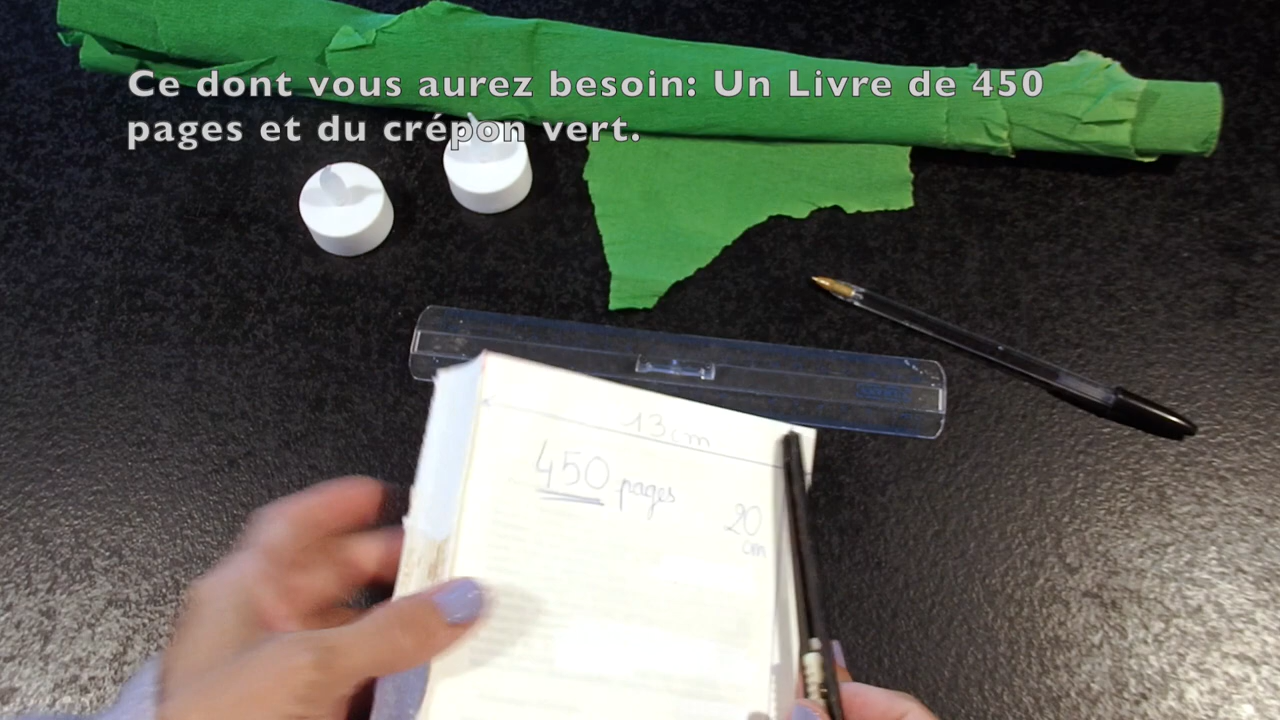 Ce dont vous aurez besoin: Un Livre de 450
pages et du crépon vert.
13cm
450 pages
20
cm